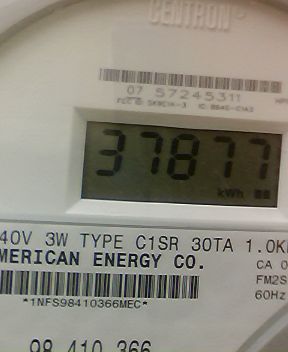 CENTRON®
07 57245311
37877
kWh
40V 3W TYPE C1SR 30TA 1.0K
MERICAN ENERGY CO.
CA 0
FM2S
60Hz
*1NFS98410366MEC*
98 410 366